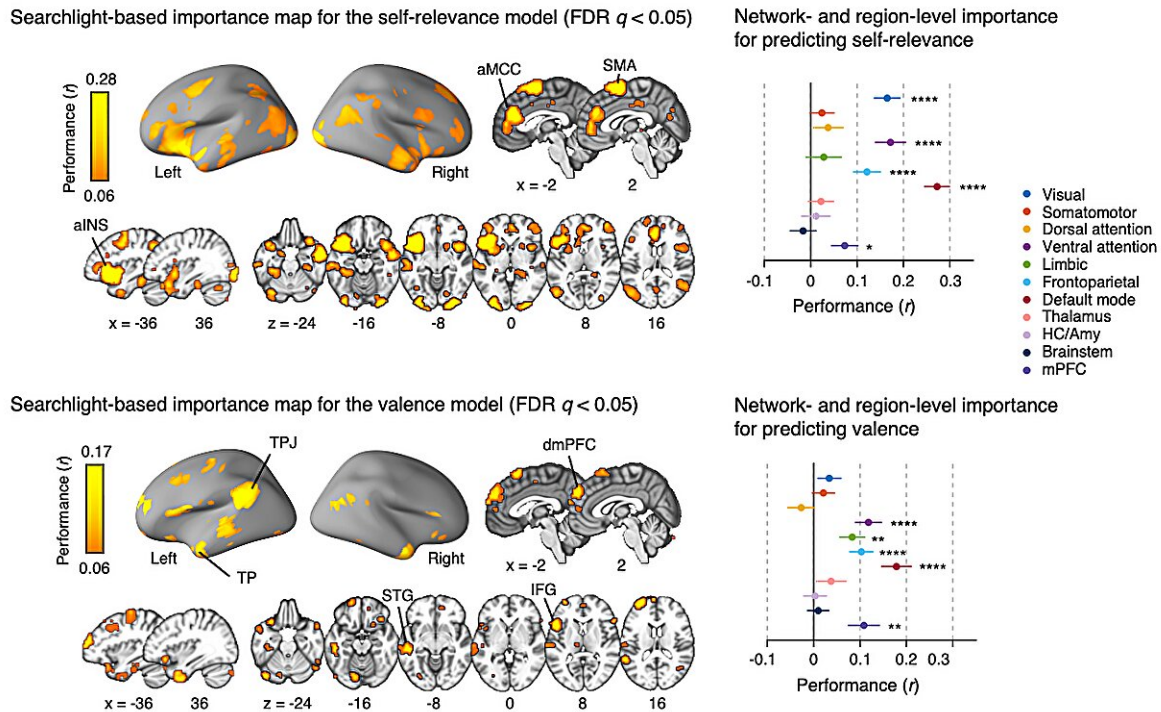 Searchlight-based importance map for the self-relevance model (FDR q < 0.05)
0.28
Performance (r)
0.06
Left
Right
aMCC
SMA
x = -2
2
aINS
x = -36
36
z = -24
-16
-8
0
8
16
Network- and region-level importance
for predicting self-relevance
****
****
****
****
*
-0.1
0
0.1
0.2
0.3
Performance (r)
Visual
Somatomotor
Dorsal attention
Ventral attention
Limbic
Frontoparietal
Default mode
Thalamus
HC/Amy
Brainstem
mPFC
Searchlight-based importance map for the valence model (FDR q < 0.05)
0.17
Performance (r)
0.06
TPJ
Left
Right
TP
dmPFC
x = -2
2
STG
IFG
x = -36
36
z = -24
-16
-8
0
8
16
Network- and region-level importance
for predicting valence
****
**
****
****
**
-0.1
0
0.1
0.2
0.3
Performance (r)